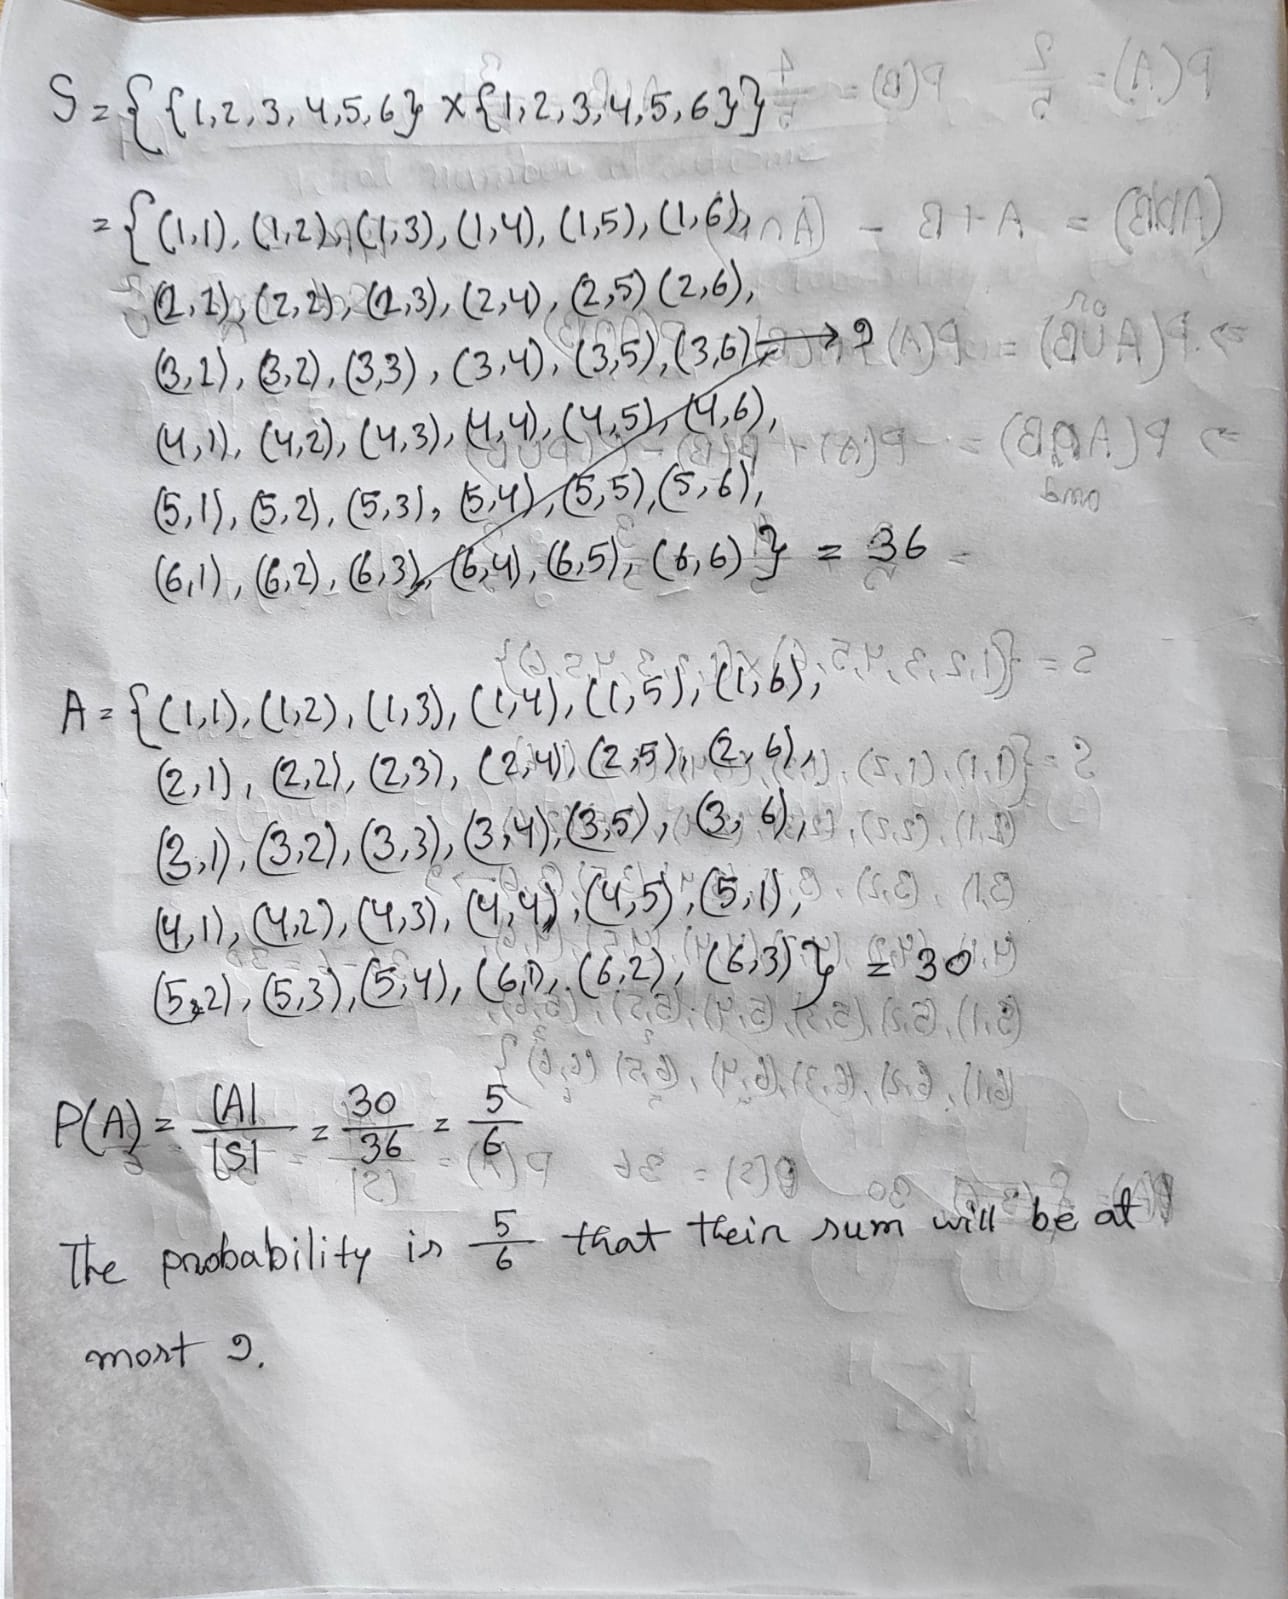 S = { {1,2,3,4,5,6} × {1,2,3,4,5,6} }
= { (1,1), (1,2), (1,3), (1,4), (1,5), (1,6),
(2,1), (2,2), (2,3), (2,4), (2,5) (2,6),
(3,1), (3,2), (3,3), (3,4), (3,5), (3,6) → 9
(4,1), (4,2), (4,3), (4,4), (4,5), (4,6),
(5,1), (5,2), (5,3), (5,4), (5,5), (5,6),
(6,1), (6,2), (6,3), (6,4), (6,5), (6,6) } = 36
A = { (1,1), (1,2), (1,3), (1,4), (1,5), (1,6),
(2,1), (2,2), (2,3), (2,4), (2,5), (2,6),
(3,1), (3,2), (3,3), (3,4), (3,5), (3,6),
(4,1), (4,2), (4,3), (4,4), (4,5), (5,1),
(5,2), (5,3), (5,4), (6,1), (6,2), (6,3) } = 30
P(A) = |A| / |S| = 30/36 = 5/6
The probability is 5/6 that their sum will be at
most 9.